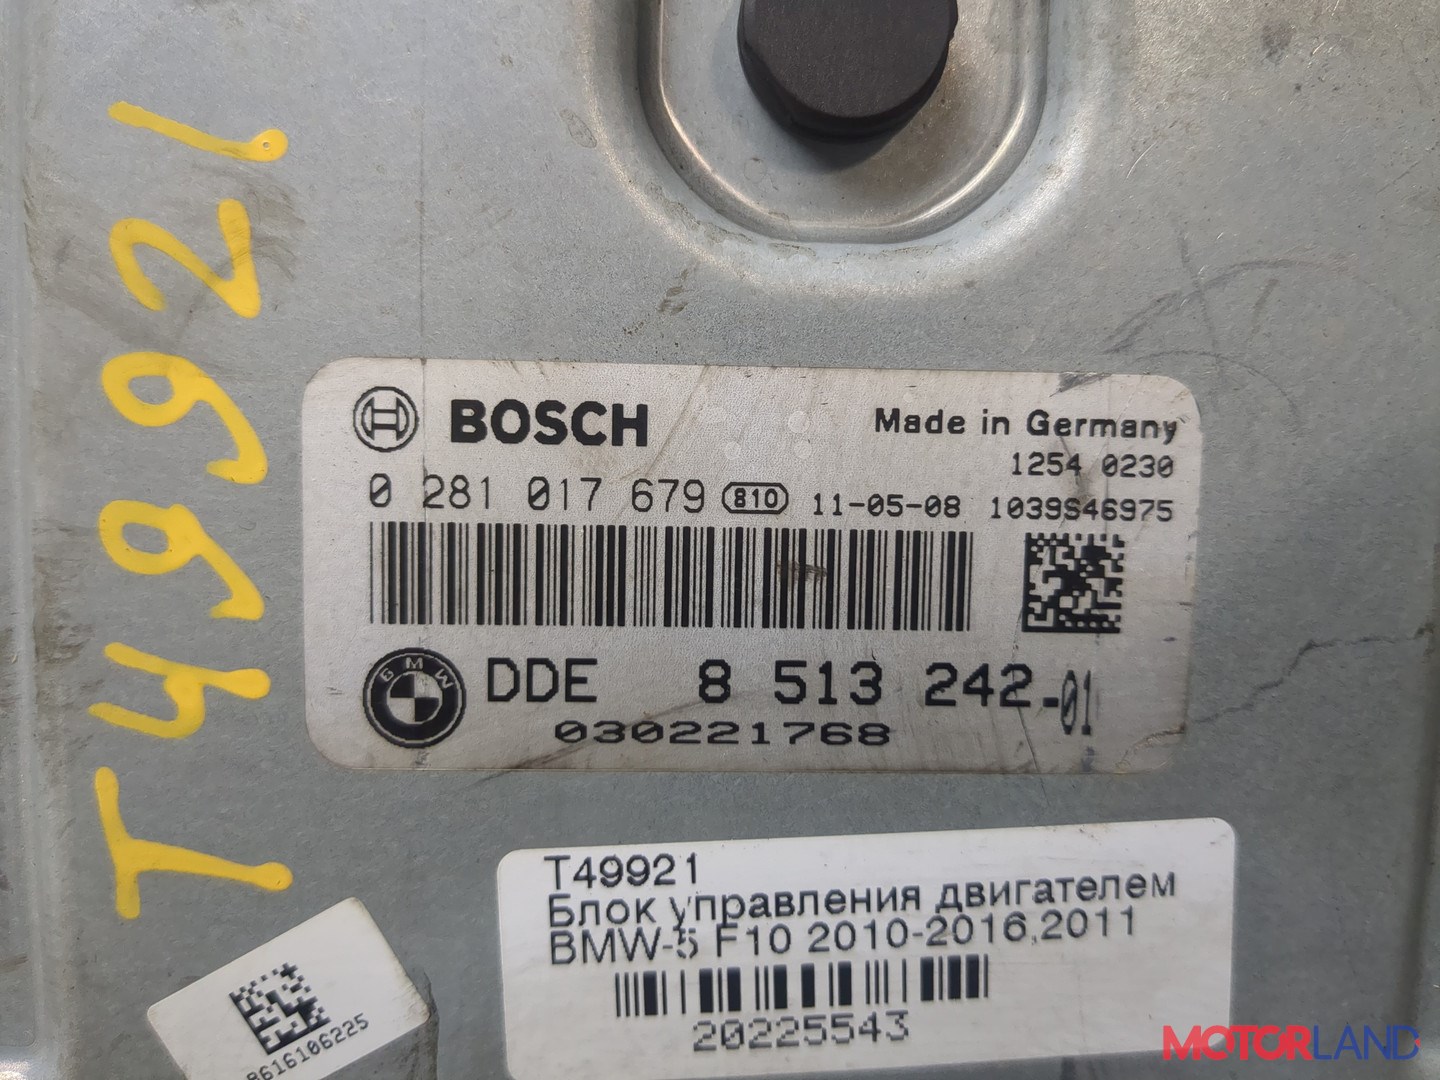 T49921
BOSCH
Made in Germany
1254 0230
0 281 017 679 810 11-05-08 1039S46975
BMW
DDE 8 513 242-01
030221768
T49921
Блок управления двигателем
BMW-5 F10 2010-2016,2011
20225543
8616106225
MOTORLAND